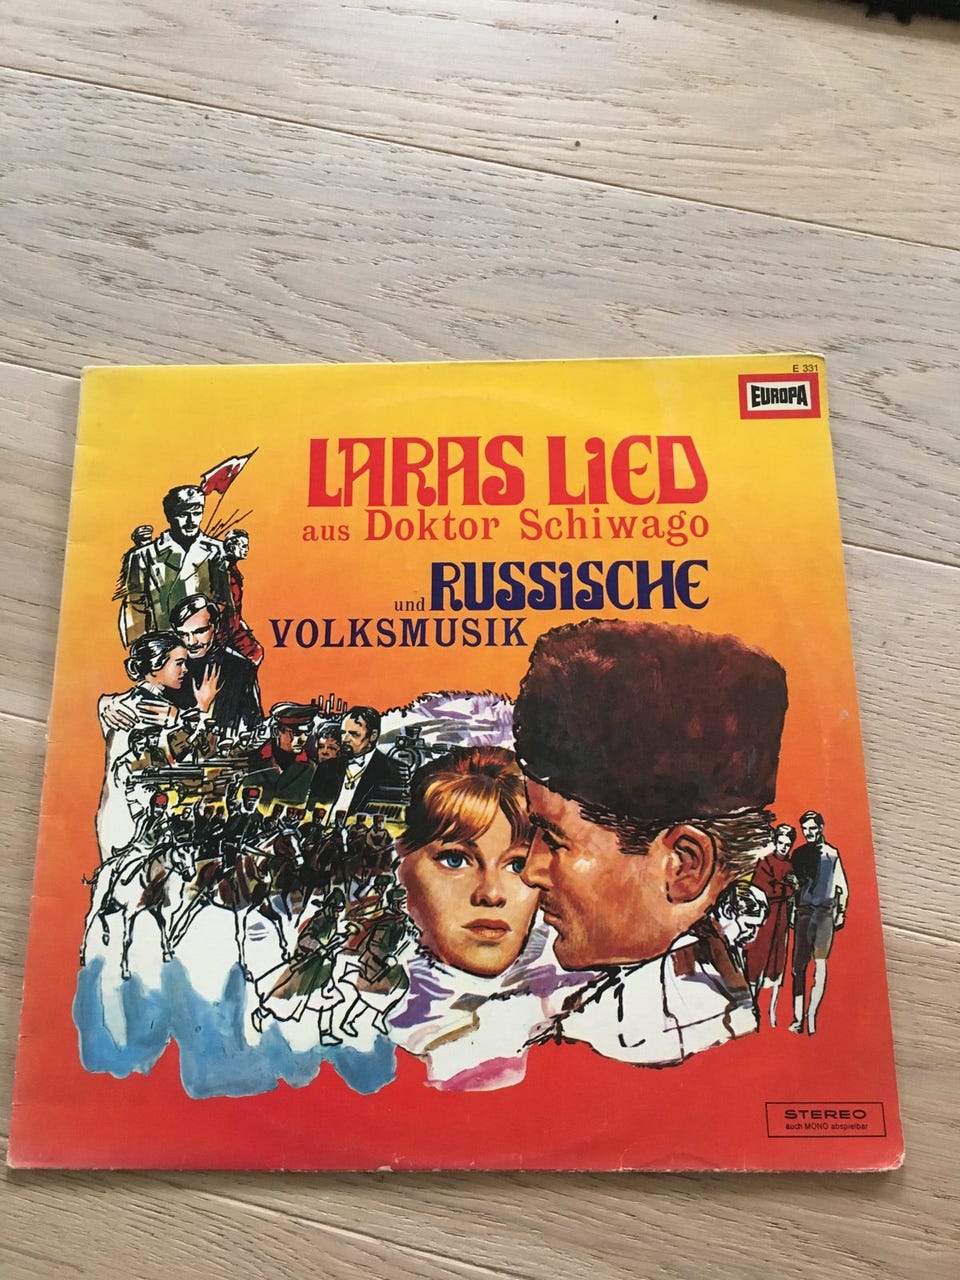 E 331
EUROPA
LARAS LiED
aus Doktor Schiwago
und RUSSiSCHE
VOLKSMUSIK
STEREO
auch MONO abspielbar